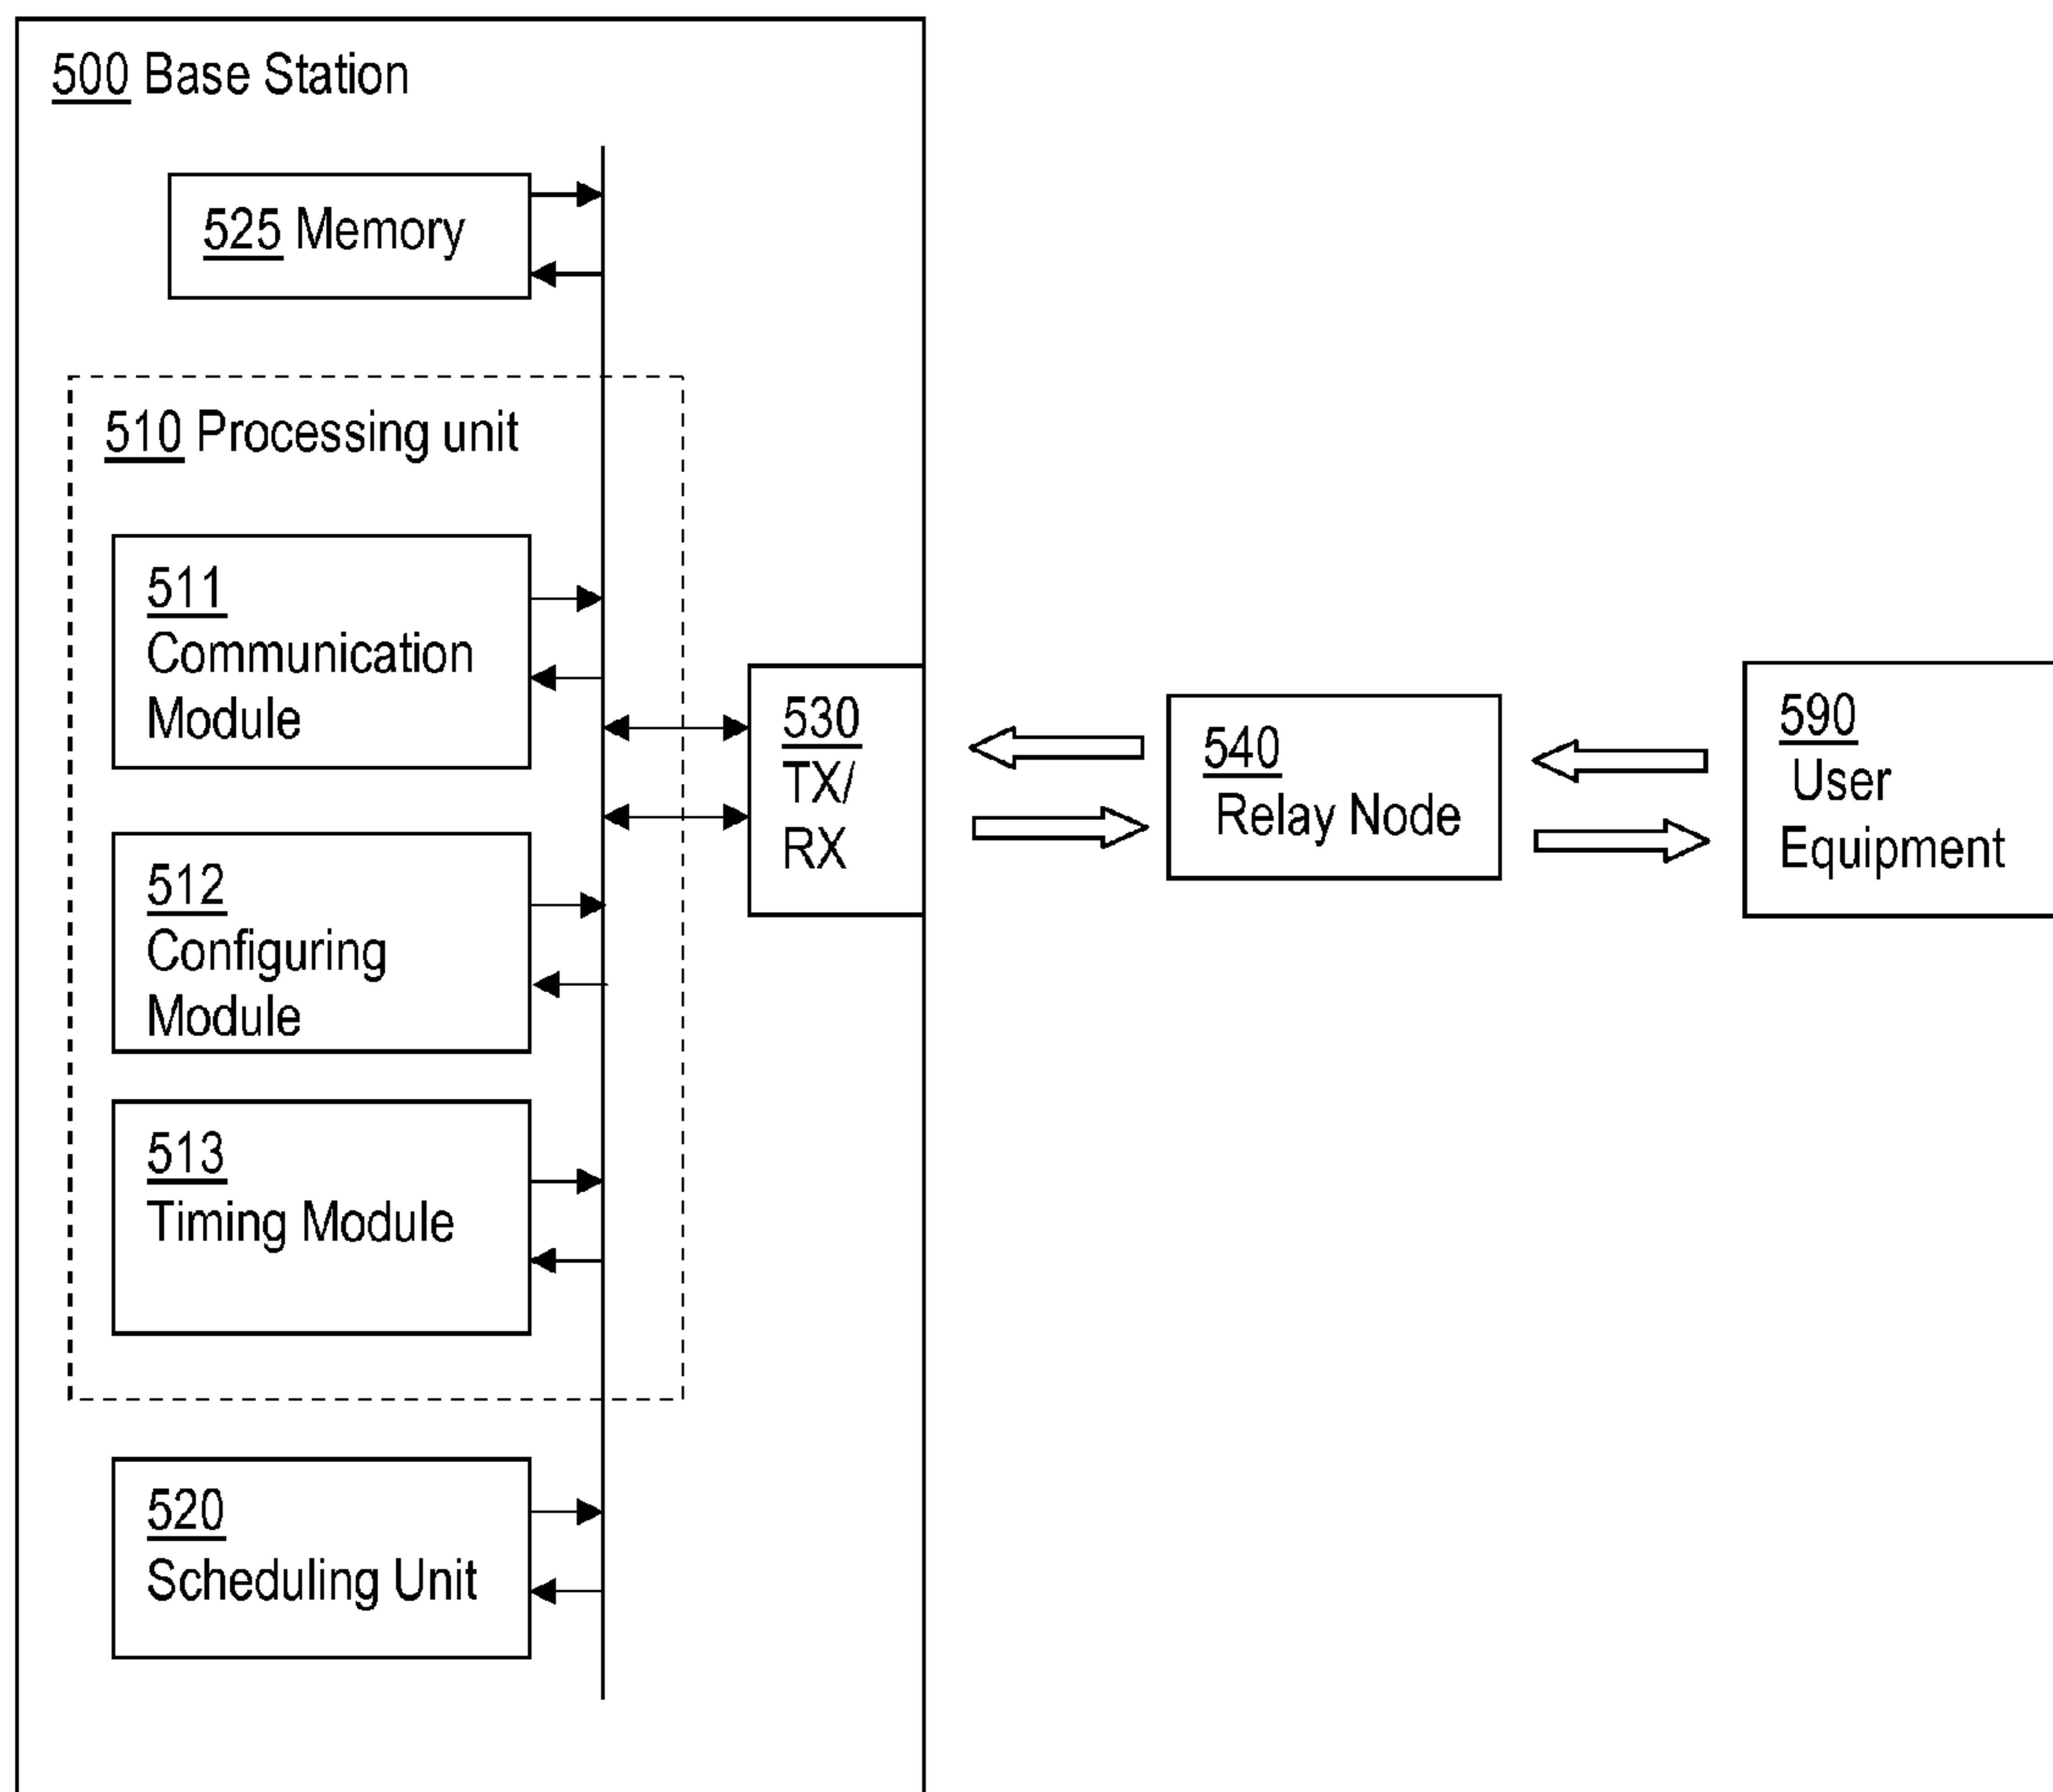 500 Base Station
525 Memory
510 Processing unit
511
Communication
Module
512
Configuring
Module
513
Timing Module
520
Scheduling Unit
530
TX/
RX
540
Relay Node
590
User
Equipment